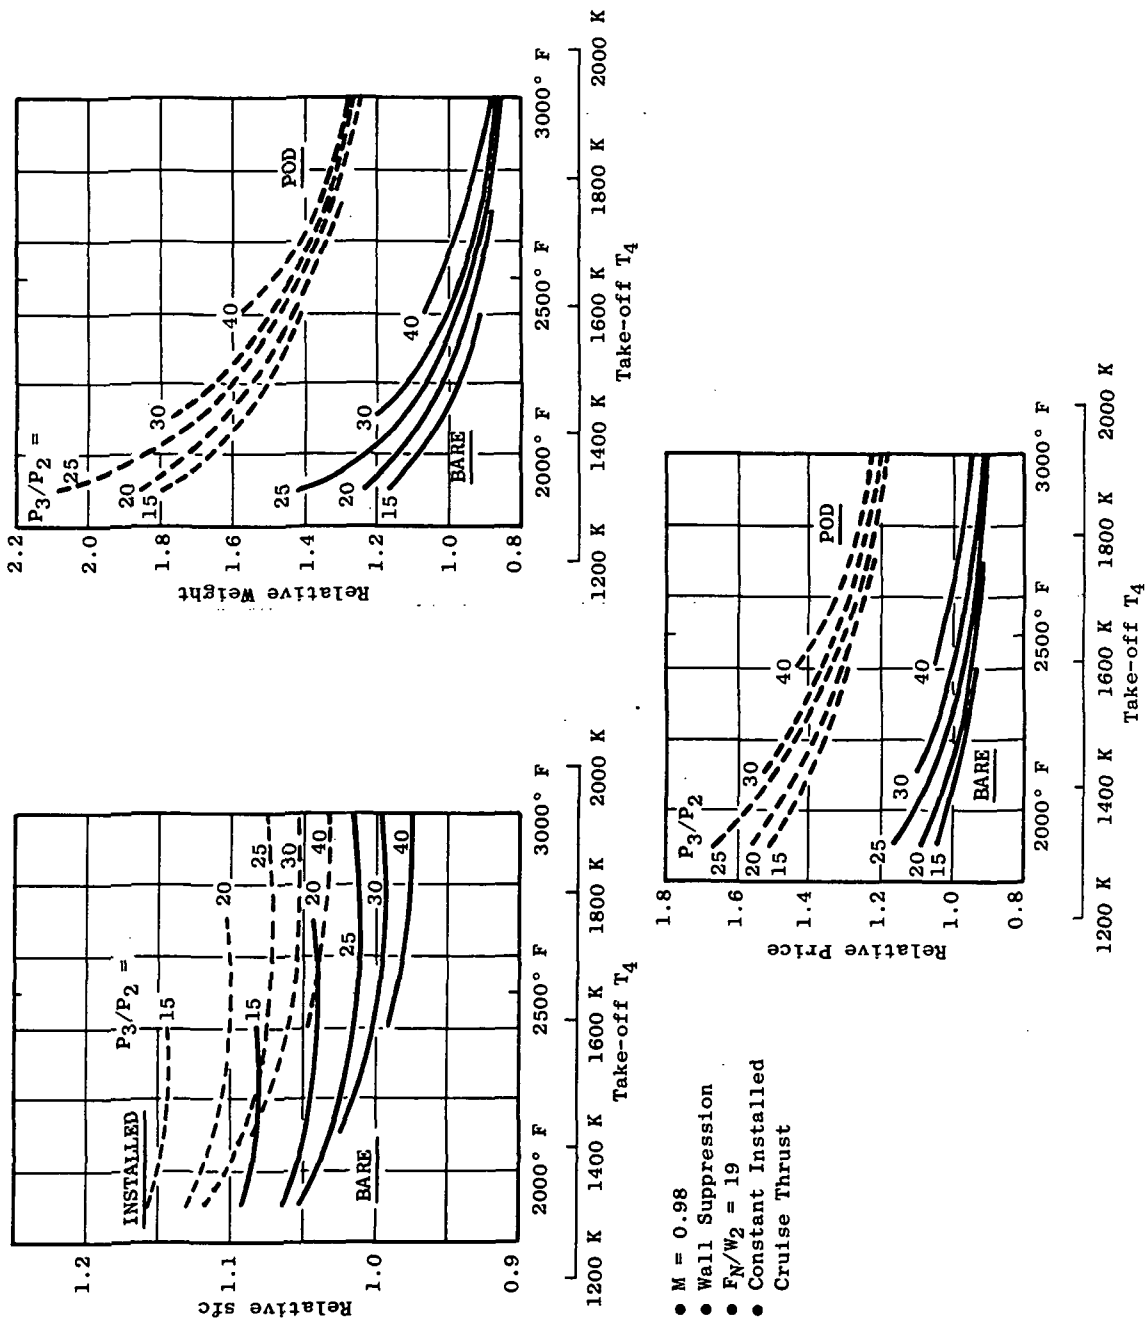 Relative sfc
1.2
1.1
1.0
0.9
INSTALLED
P3/P2 =
15
20
25
30
40
15
20
25
30
40
BARE
2000° F
2500° F
3000° F
1200 K
1400 K
1600 K
1800 K
2000 K
Take-off T4
Relative Weight
2.2
2.0
1.8
1.6
1.4
1.2
1.0
0.8
P3/P2 =
25
20
15
30
40
POD
25
20
15
30
40
BARE
2000° F
2500° F
3000° F
1200 K
1400 K
1600 K
1800 K
2000 K
Take-off T4
● M = 0.98
● Wall Suppression
● FN/W2 = 19
● Constant Installed
Cruise Thrust
Relative Price
1.8
1.6
1.4
1.2
1.0
0.8
P3/P2
25
20
15
30
40
POD
25
20
15
30
40
BARE
2000° F
2500° F
3000° F
1200 K
1400 K
1600 K
1800 K
2000 K
Take-off T4